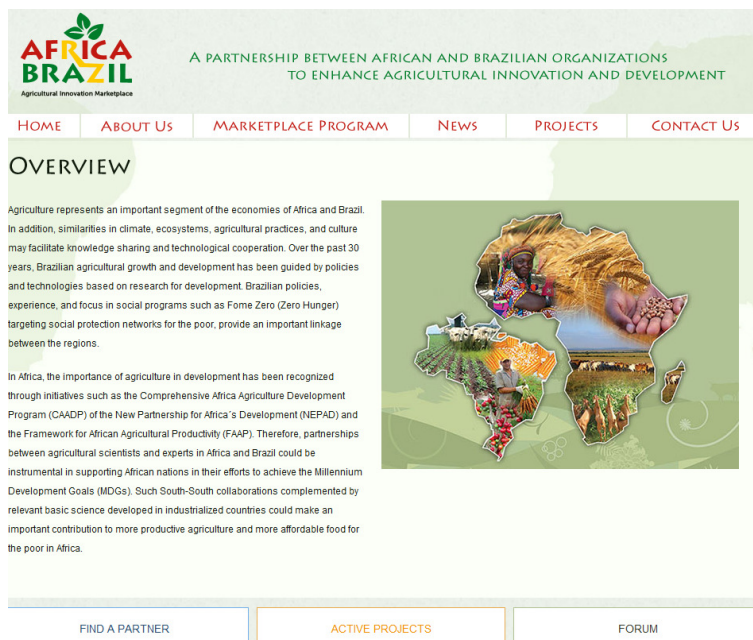 AFRICA
BRAZIL
Agricultural Innovation Marketplace
A PARTNERSHIP BETWEEN AFRICAN AND BRAZILIAN ORGANIZATIONS
TO ENHANCE AGRICULTURAL INNOVATION AND DEVELOPMENT
HOME ABOUT US MARKETPLACE PROGRAM NEWS PROJECTS CONTACT US
OVERVIEW
Agriculture represents an important segment of the economies of Africa and Brazil.
In addition, similarities in climate, ecosystems, agricultural practices, and culture
may facilitate knowledge sharing and technological cooperation. Over the past 30
years, Brazilian agricultural growth and development has been guided by policies
and technologies based on research for development. Brazilian policies,
experience, and focus in social programs such as Fome Zero (Zero Hunger)
targeting social protection networks for the poor, provide an important linkage
between the regions.
In Africa, the importance of agriculture in development has been recognized
through initiatives such as the Comprehensive Africa Agriculture Development
Program (CAADP) of the New Partnership for Africa´s Development (NEPAD) and
the Framework for African Agricultural Productivity (FAAP). Therefore, partnerships
between agricultural scientists and experts in Africa and Brazil could be
instrumental in supporting African nations in their efforts to achieve the Millennium
Development Goals (MDGs). Such South-South collaborations complemented by
relevant basic science developed in industrialized countries could make an
important contribution to more productive agriculture and more affordable food for
the poor in Africa.
FIND A PARTNER ACTIVE PROJECTS FORUM